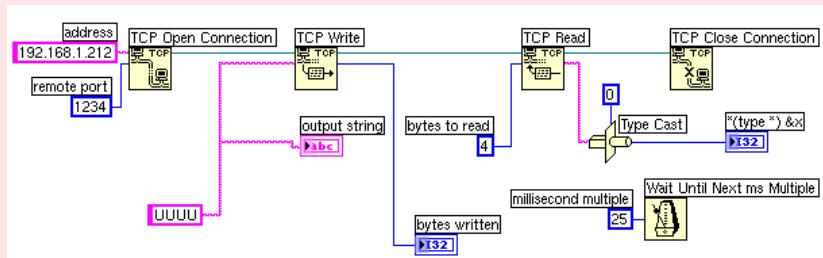 address
192.168.1.212
TCP Open Connection
TCP
TCP Write
TCP
TCP Read
TCP
TCP Close Connection
TCP
remote port
1234
output string
abc
bytes to read
4
0
Type Cast
*(type *) &x
I32
UUUU
bytes written
I32
millisecond multiple
25
Wait Until Next ms Multiple